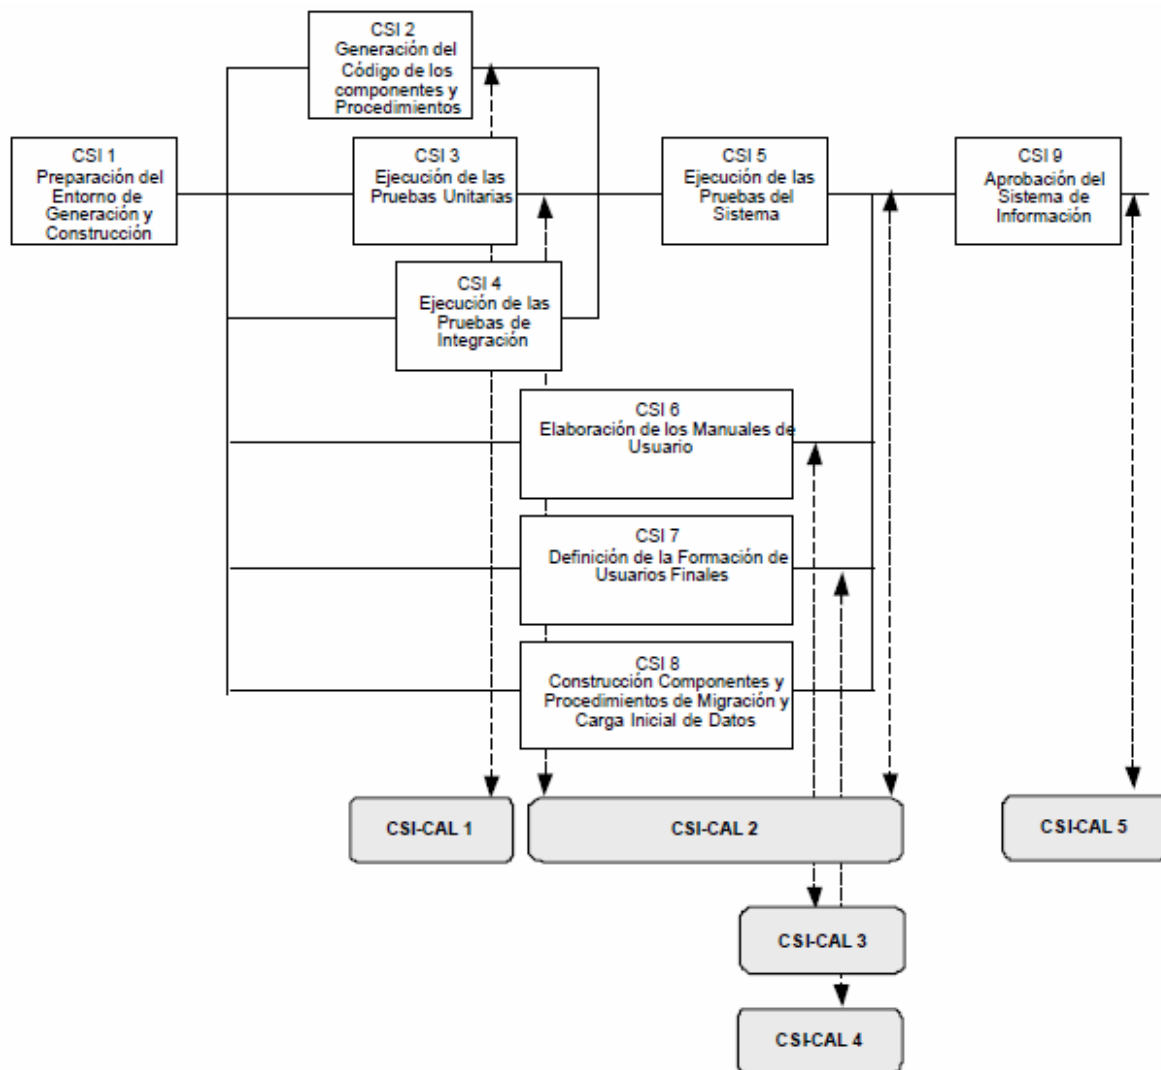 CSI 2
Generación del
Código de los
componentes y
Procedimientos
CSI 1
Preparación del
Entorno de
Generación y
Construcción
CSI 3
Ejecución de las
Pruebas Unitarias
CSI 5
Ejecución de las
Pruebas del
Sistema
CSI 9
Aprobación del
Sistema de
Información
CSI 4
Ejecución de las
Pruebas de
Integración
CSI 6
Elaboración de los Manuales de
Usuario
CSI 7
Definición de la Formación de
Usuarios Finales
CSI 8
Construcción Componentes y
Procedimientos de Migración y
Carga Inicial de Datos
CSI-CAL 1
CSI-CAL 2
CSI-CAL 5
CSI-CAL 3
CSI-CAL 4